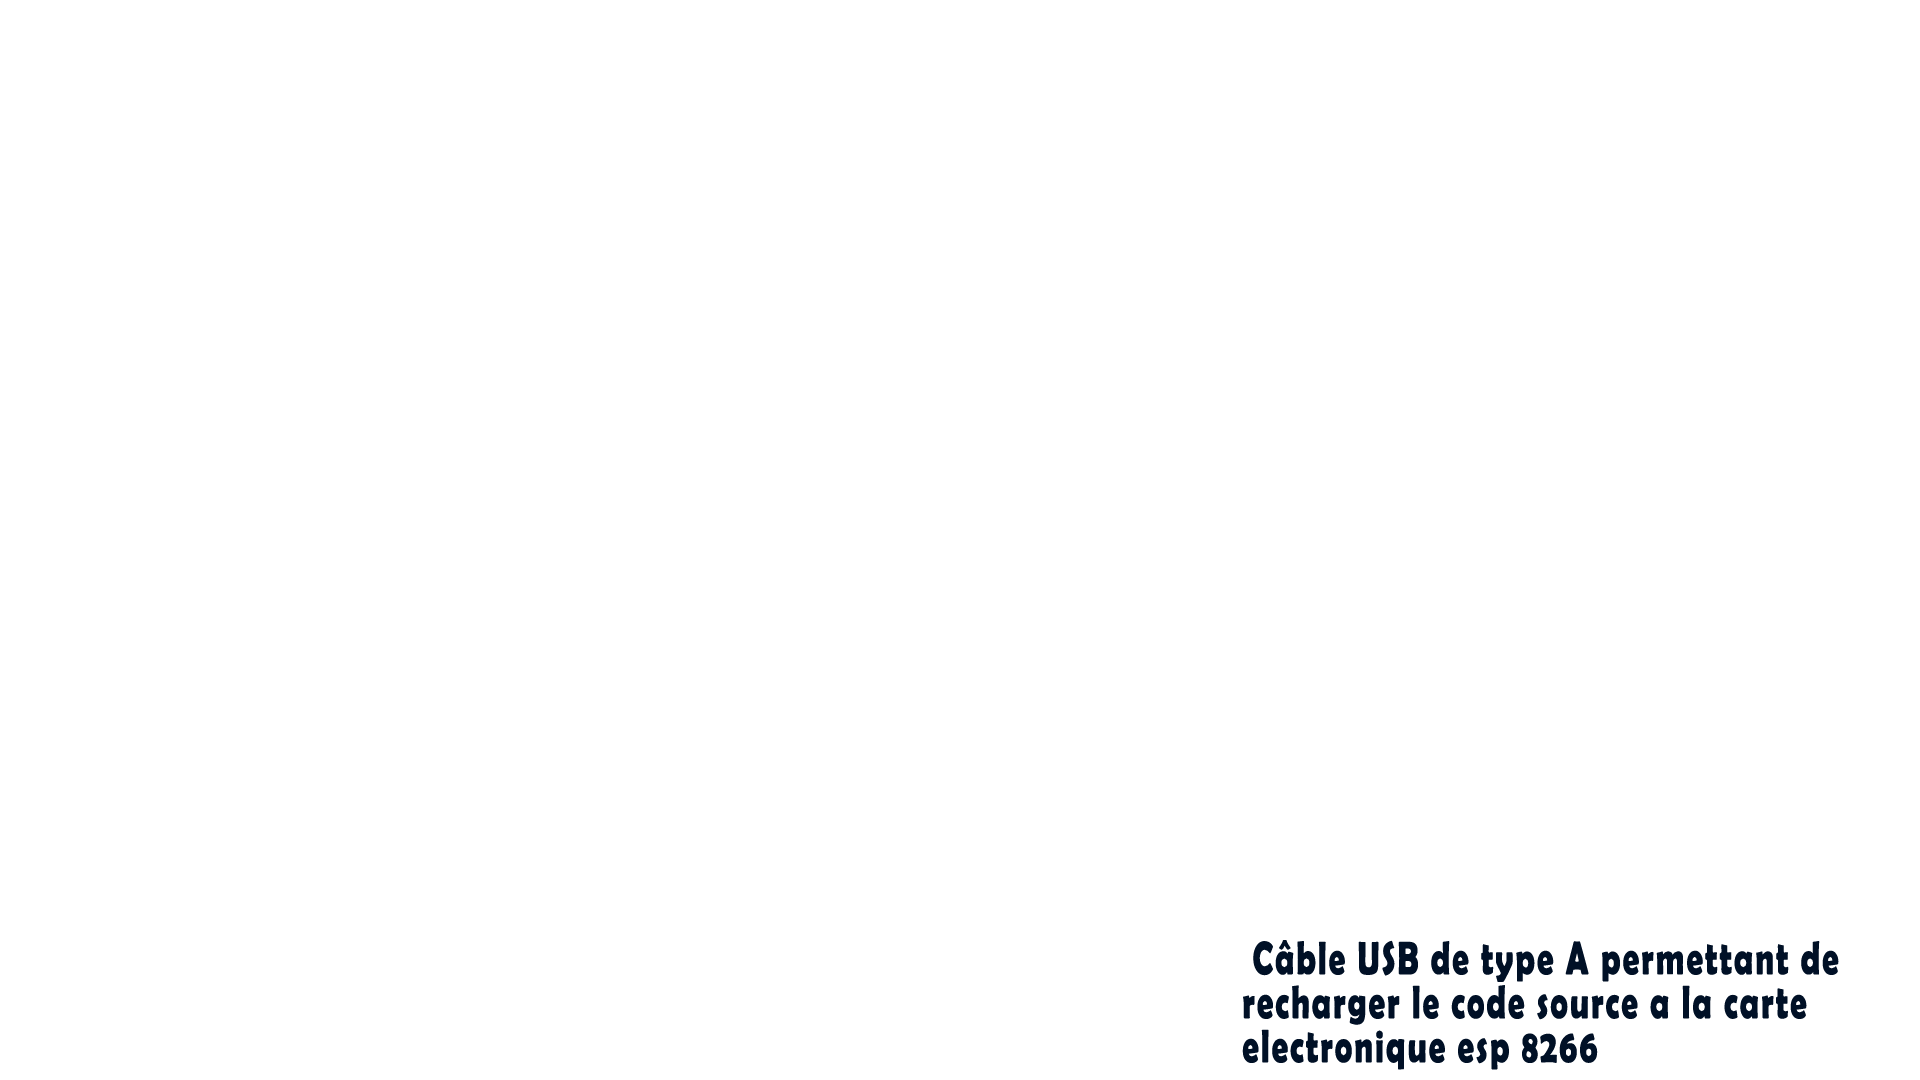 Câble USB de type A permettant de
recharger le code source a la carte
electronique esp 8266